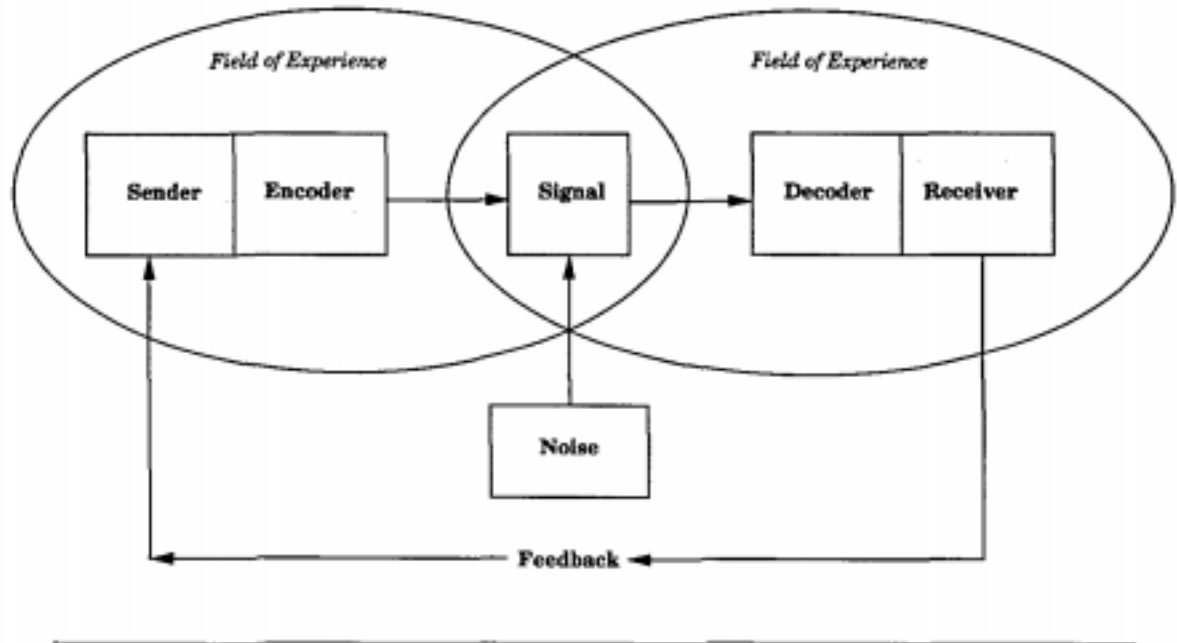 Field of Experience
Field of Experience
Sender
Encoder
Signal
Decoder
Receiver
Noise
Feedback